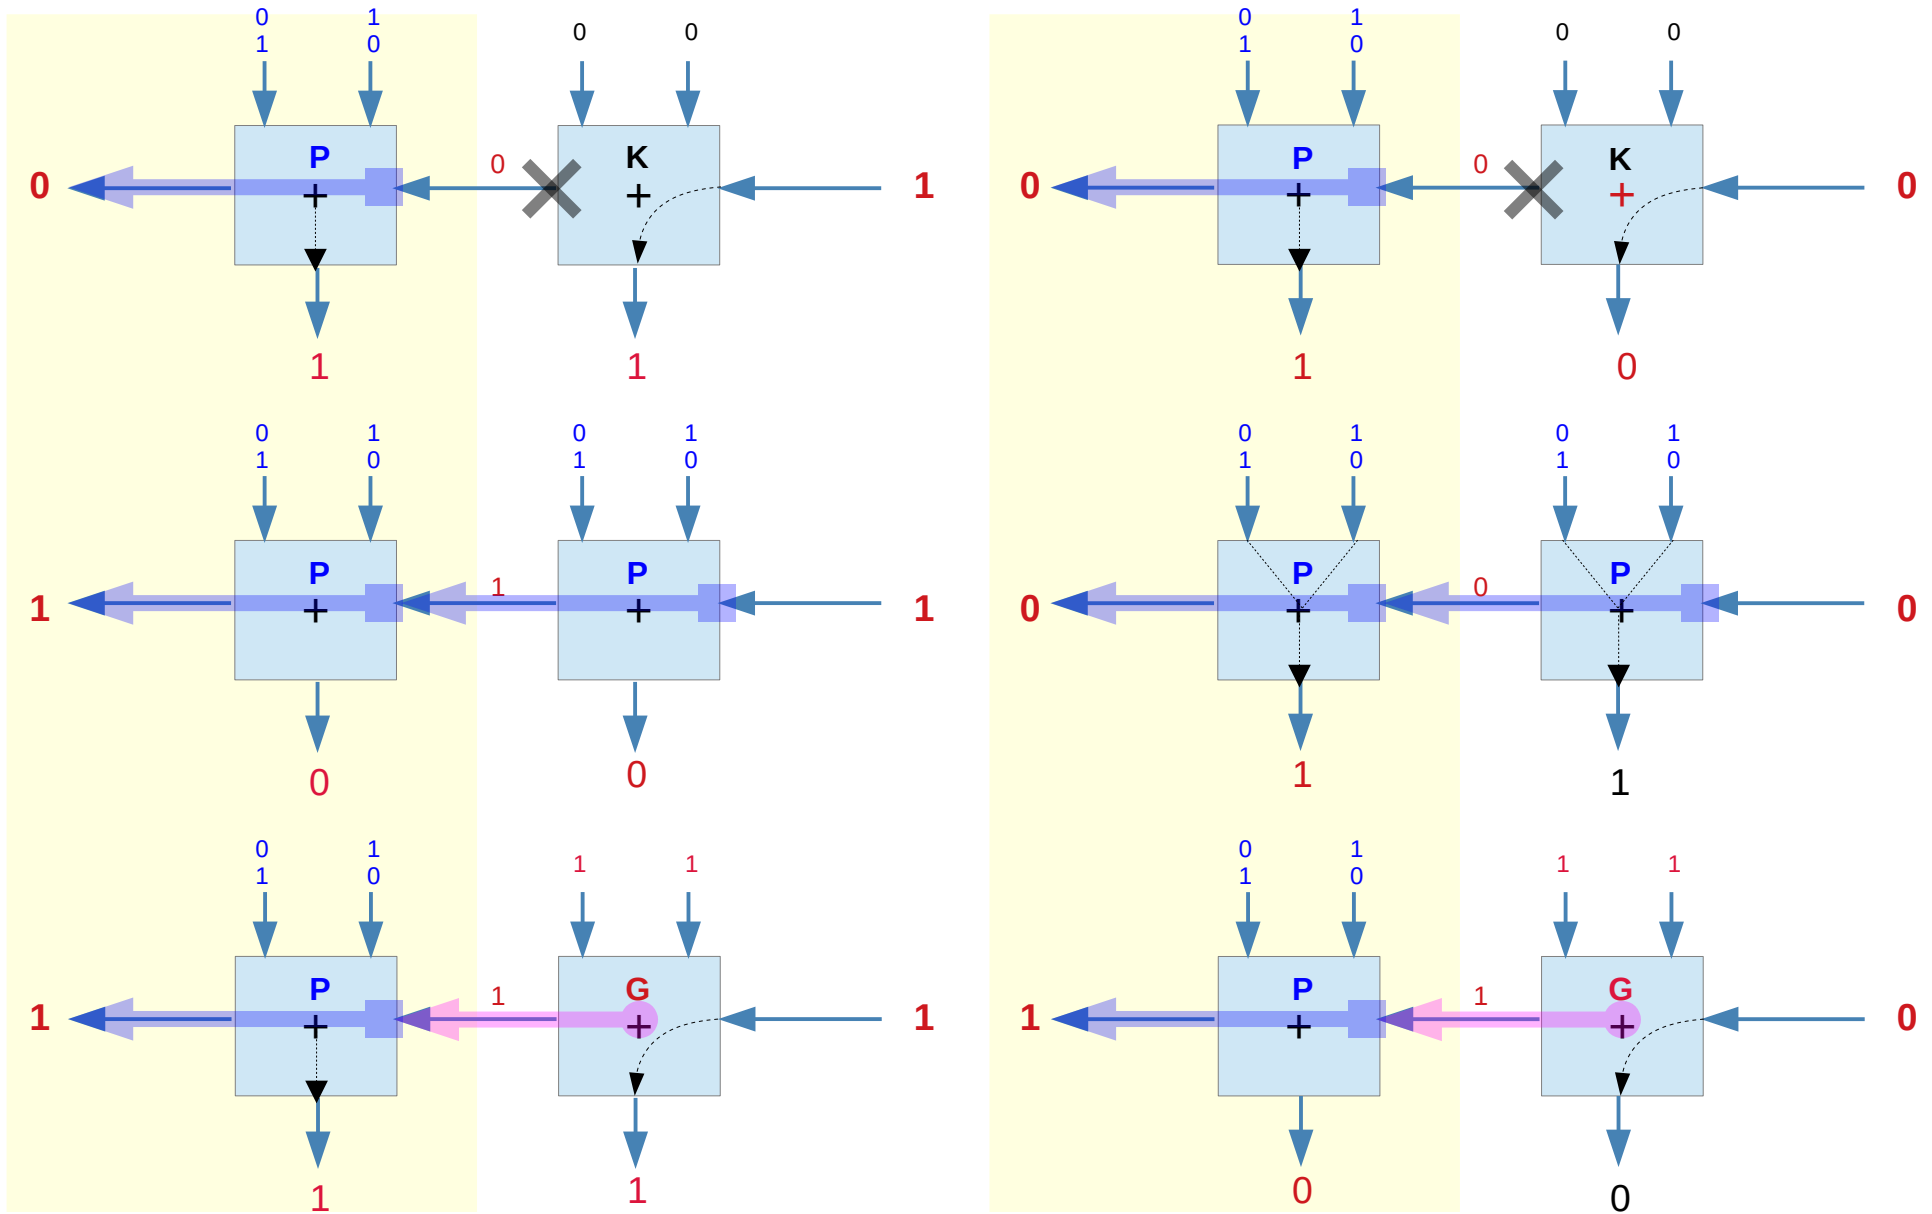 0 1 0 0 0 1 0 0
1 0 1 0
P K P K
0 0 1 0 0 0
+ + + +
1 1 1 0
0 1 0 1 0 1 0 1
1 0 1 0 1 0 1 0
P P P P
1 1 1 0 0 0
+ + + +
0 0 1 1
0 1 1 1 0 1 1 1
1 0 1 0
P G P G
1 1 1 1 1 0
+ + + +
1 1 0 0